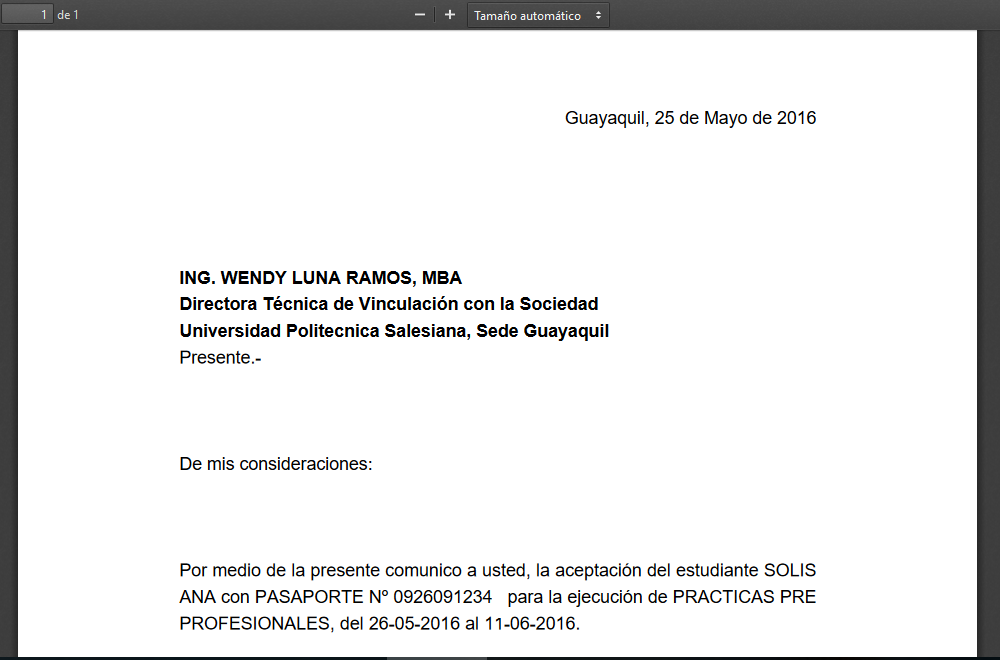 1 de 1
Tamaño automático
Guayaquil, 25 de Mayo de 2016
ING. WENDY LUNA RAMOS, MBA
Directora Técnica de Vinculación con la Sociedad
Universidad Politecnica Salesiana, Sede Guayaquil
Presente.-
De mis consideraciones:
Por medio de la presente comunico a usted, la aceptación del estudiante SOLIS
ANA con PASAPORTE Nº 0926091234 para la ejecución de PRACTICAS PRE
PROFESIONALES, del 26-05-2016 al 11-06-2016.